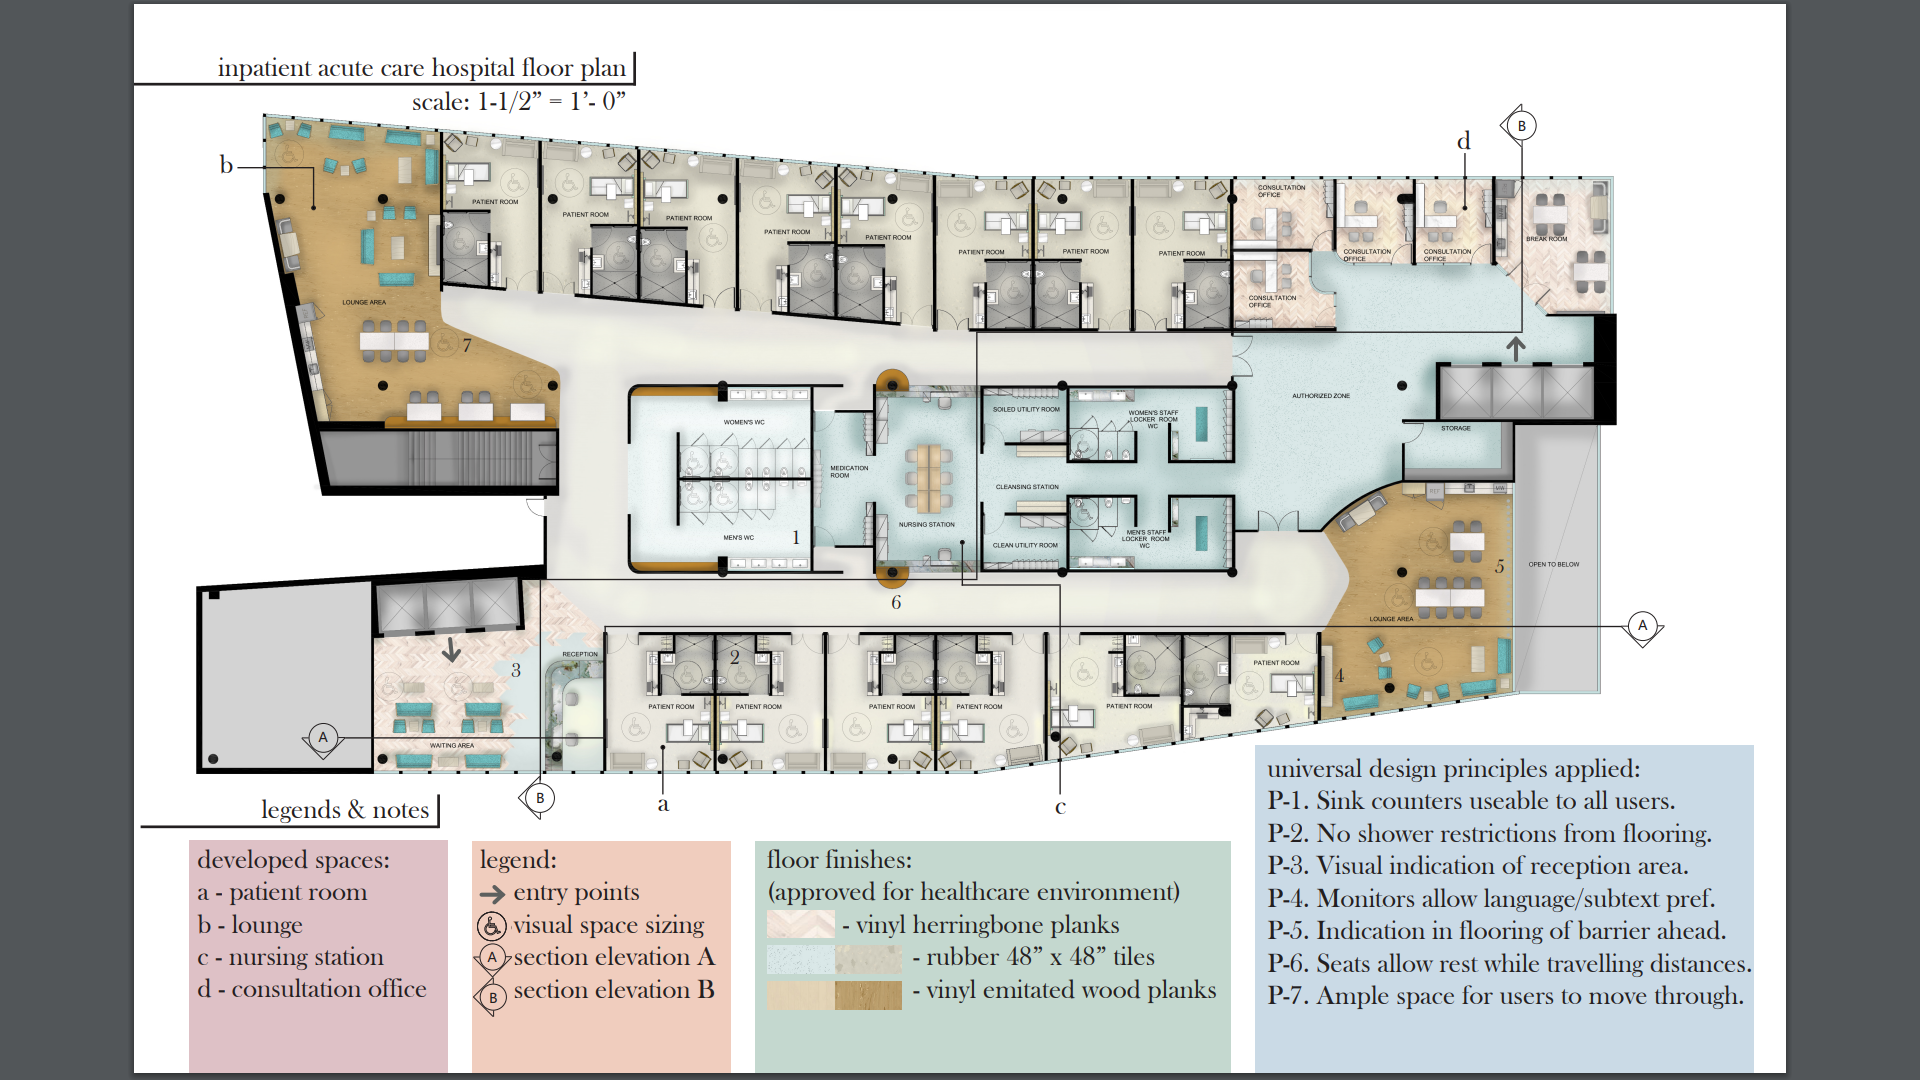 inpatient acute care hospital floor plan
scale: 1-1/2” = 1’- 0”
B
d
b
CONSULTATION
OFFICE
PATIENT ROOM
PATIENT ROOM
PATIENT ROOM
PATIENT ROOM
PATIENT ROOM
PATIENT ROOM
PATIENT ROOM
PATIENT ROOM
CONSULTATION
OFFICE
CONSULTATION
OFFICE
BREAK ROOM
CONSULTATION
OFFICE
LOUNGE AREA
7
AUTHORIZED ZONE
WOMEN'S WC
SOILED UTILITY ROOM
WOMEN'S STAFF
LOCKER ROOM
WC
STORAGE
MEDICATION
ROOM
CLEANSING STATION
REF
MW
NURSING STATION
MEN'S WC
1
CLEAN UTILITY ROOM
MEN'S STAFF
LOCKER ROOM
WC
5
OPEN TO BELOW
6
LOUNGE AREA
A
RECEPTION
3
2
PATIENT ROOM
4
PATIENT ROOM
PATIENT ROOM
PATIENT ROOM
PATIENT ROOM
PATIENT ROOM
A
WAITING AREA
B
a
c
legends & notes
developed spaces:
a - patient room
b - lounge
c - nursing station
d - consultation office
legend:
entry points
visual space sizing
A section elevation A
B section elevation B
floor finishes:
(approved for healthcare environment)
- vinyl herringbone planks
- rubber 48” x 48” tiles
- vinyl emitated wood planks
universal design principles applied:
P-1. Sink counters useable to all users.
P-2. No shower restrictions from flooring.
P-3. Visual indication of reception area.
P-4. Monitors allow language/subtext pref.
P-5. Indication in flooring of barrier ahead.
P-6. Seats allow rest while travelling distances.
P-7. Ample space for users to move through.